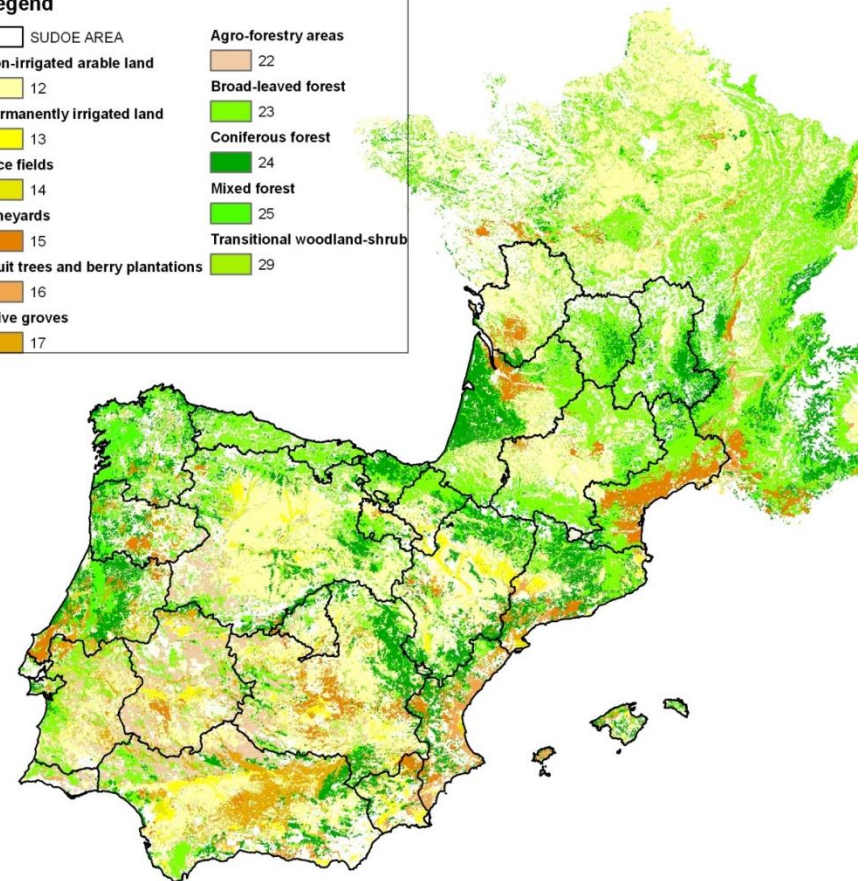 egend
SUDOE AREA
on-irrigated arable land
12
rmanently irrigated land
13
ce fields
14
neyards
15
uit trees and berry plantations
16
ive groves
17
Agro-forestry areas
22
Broad-leaved forest
23
Coniferous forest
24
Mixed forest
25
Transitional woodland-shrub
29